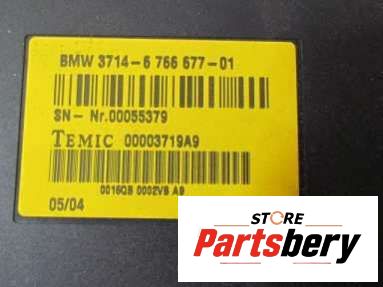 BMW 3714-6 766 677-01
SN- Nr.00055379
TEMIC 00003719A9
0016QB 0002VB A9
05/04
STORE
Partsbery